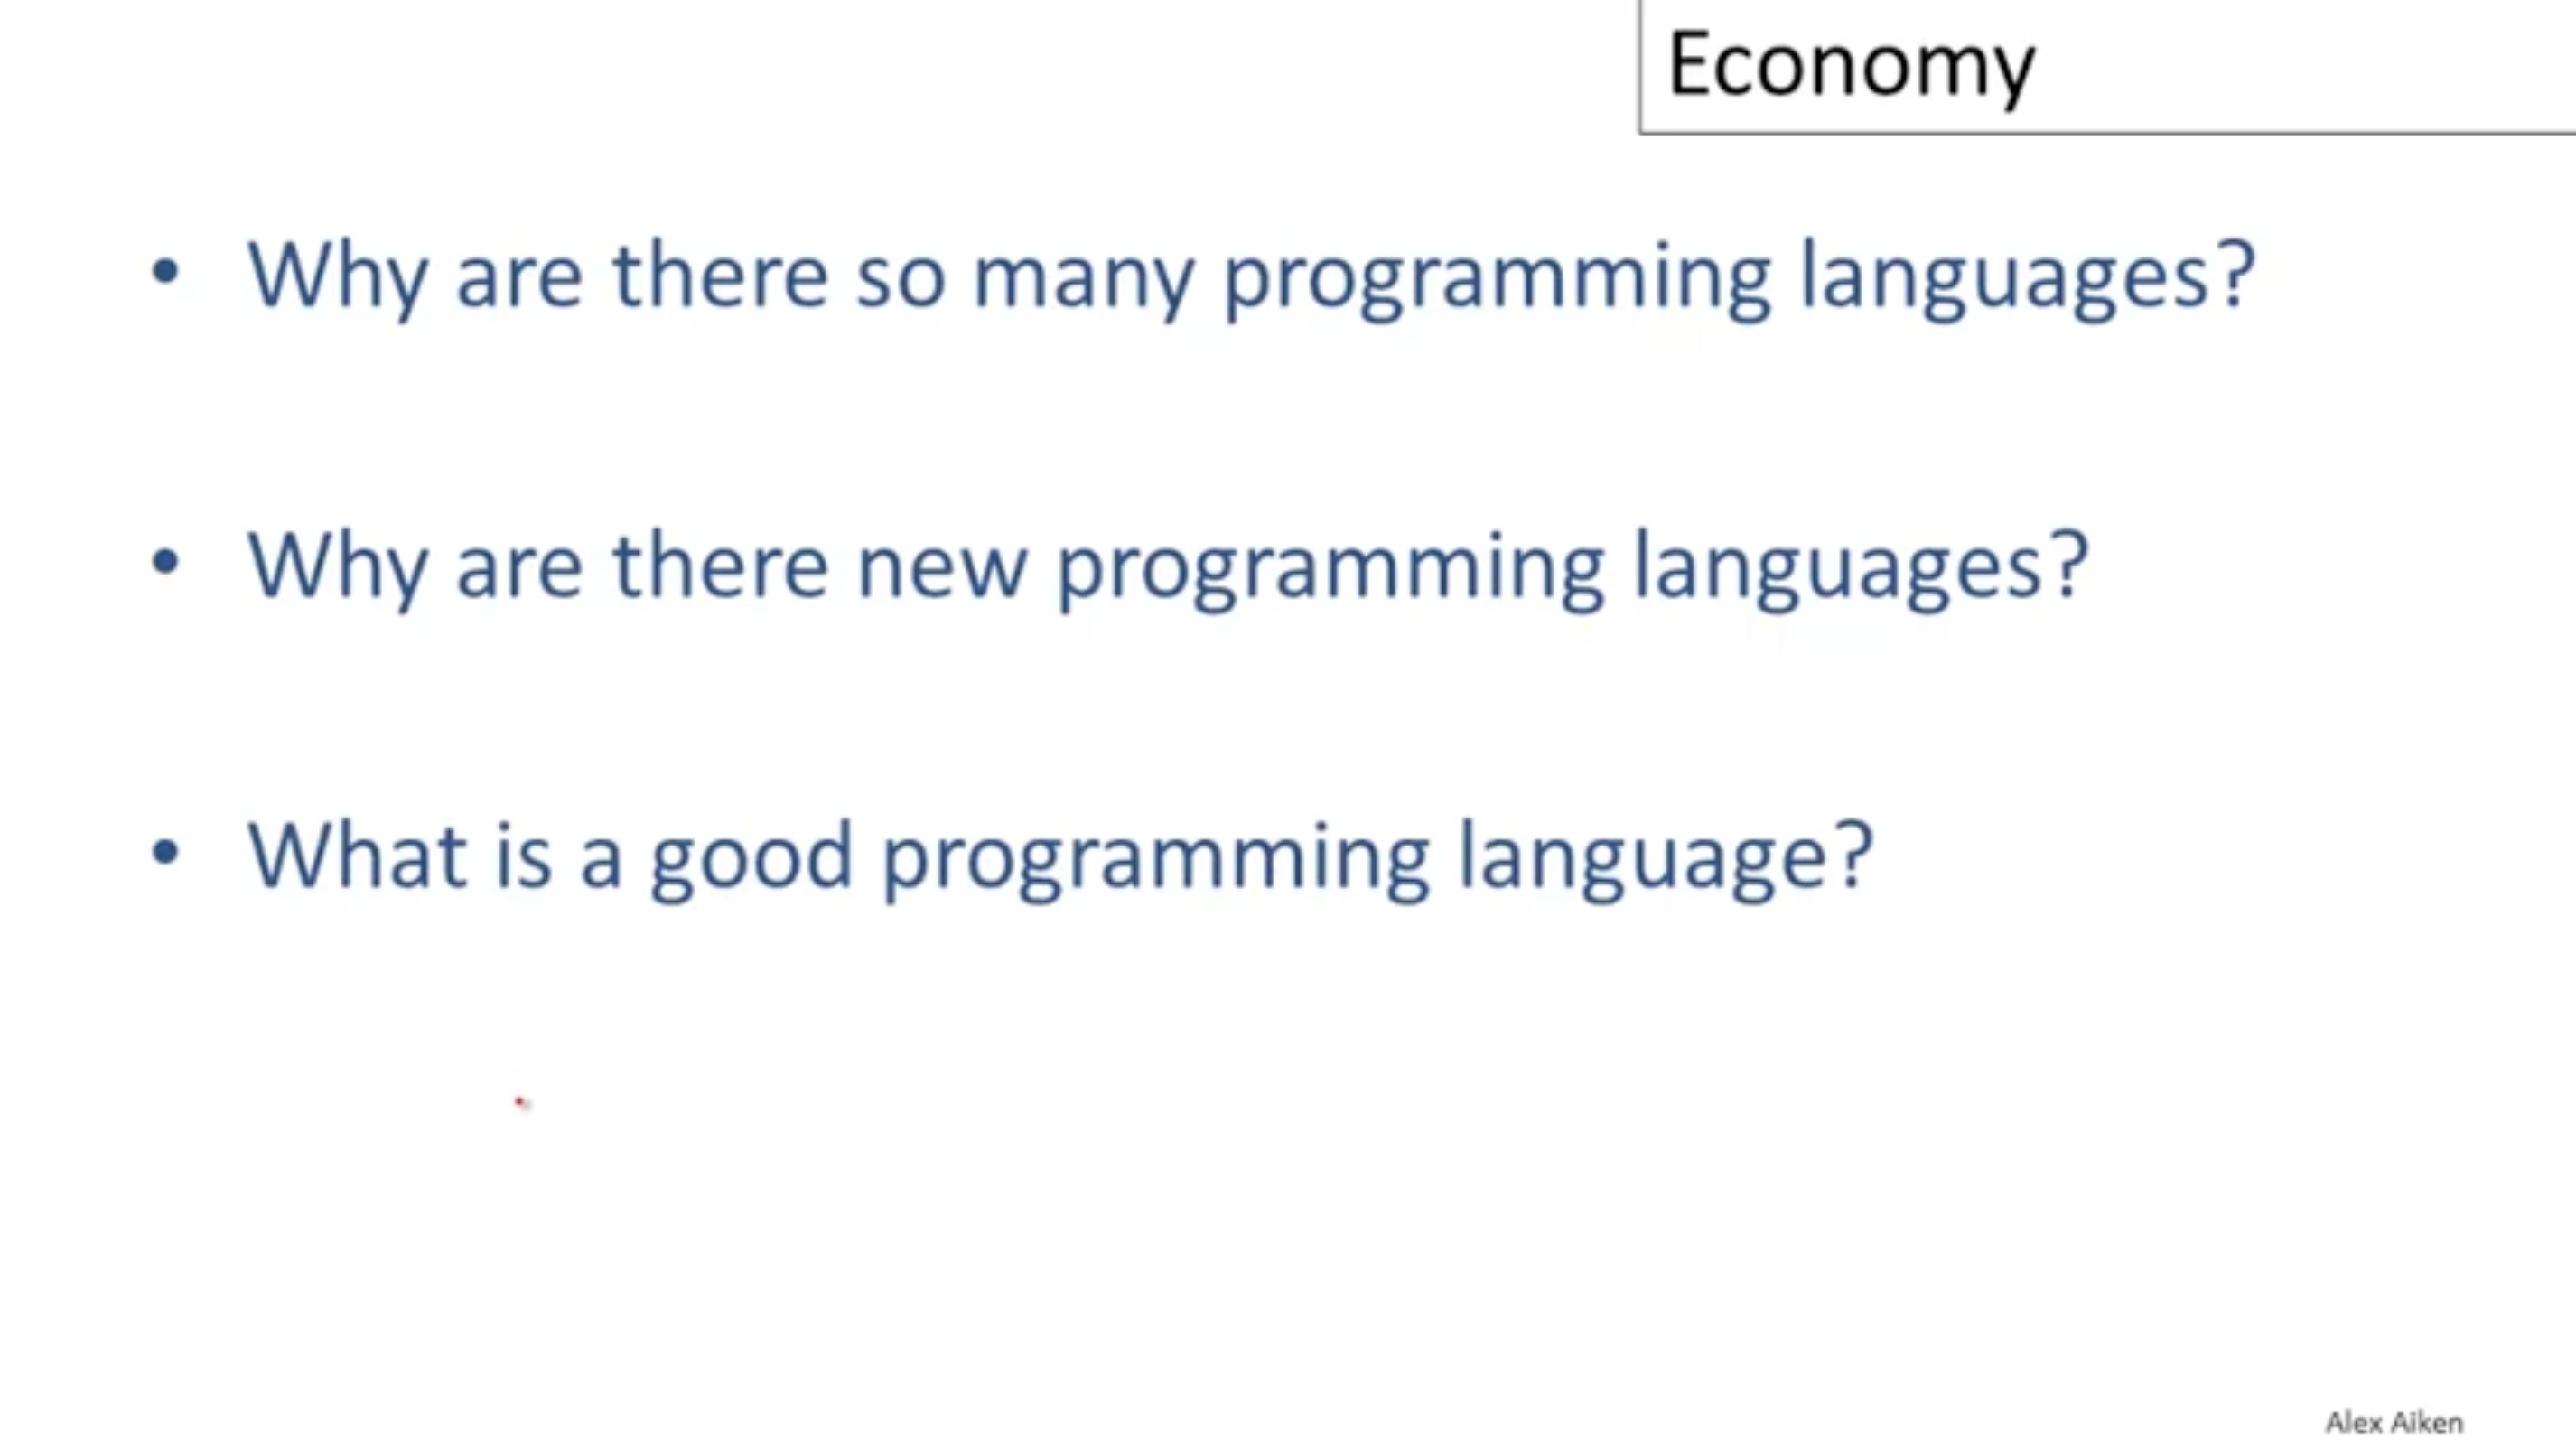 Economy
• Why are there so many programming languages?
• Why are there new programming languages?
• What is a good programming language?
Alex Aiken